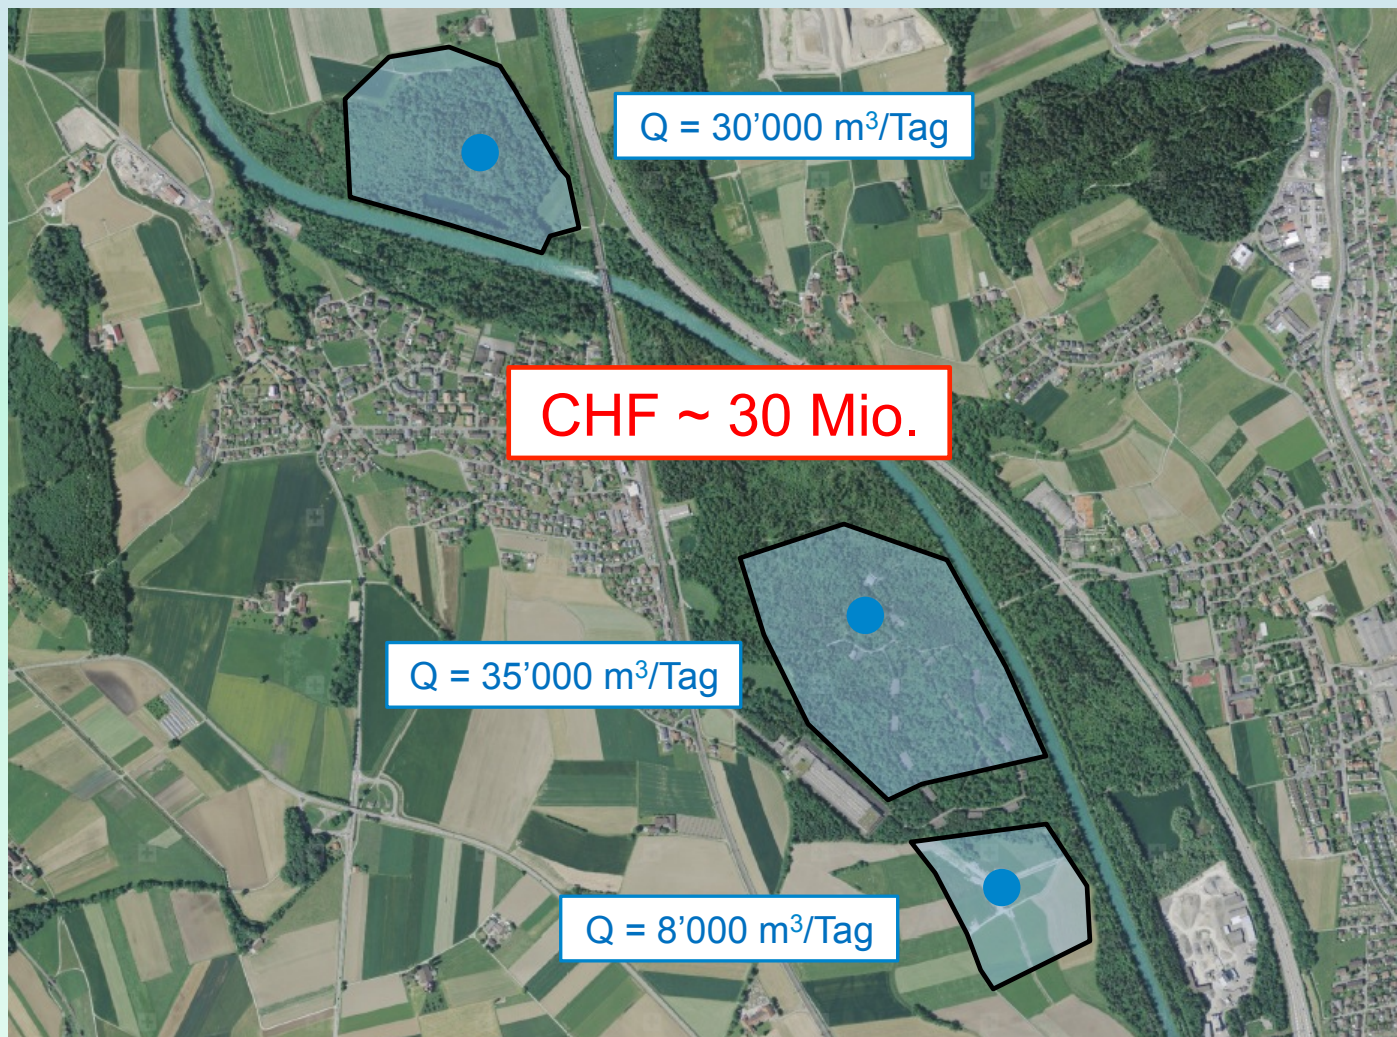 Q = 30’000 m³/Tag
CHF ~ 30 Mio.
Q = 35’000 m³/Tag
Q = 8’000 m³/Tag